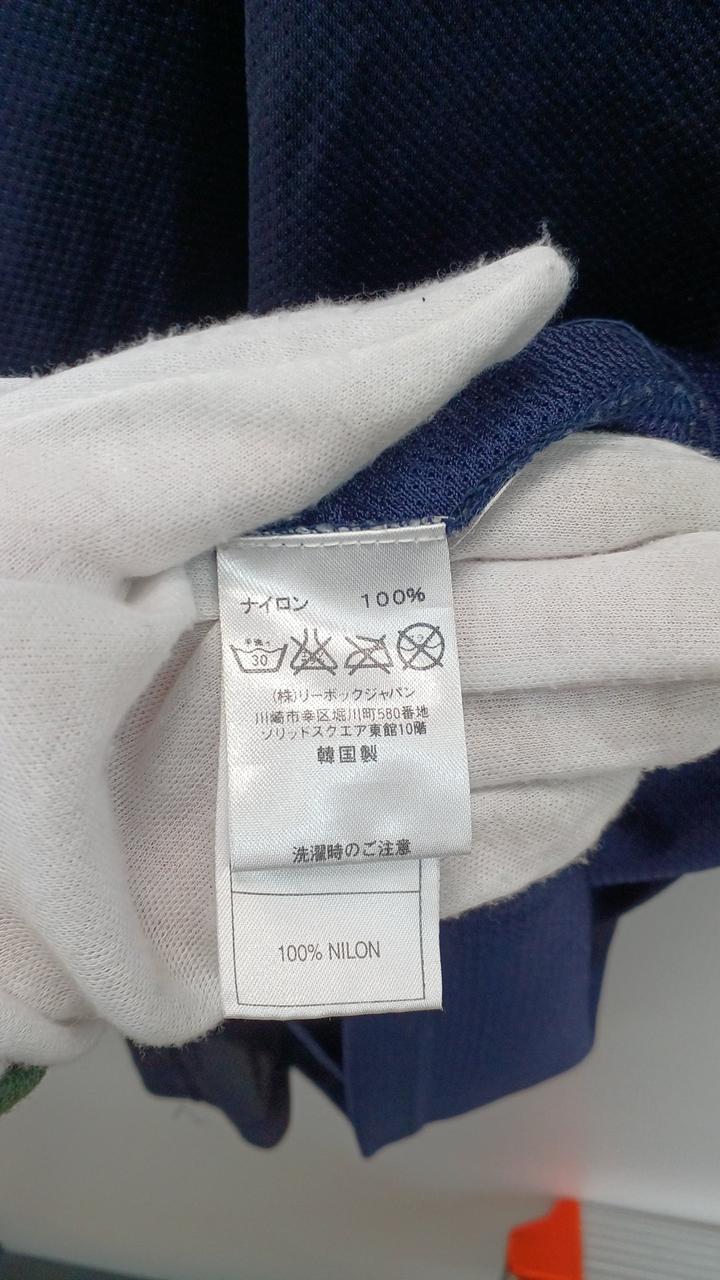 ナイロン 100%
手洗イ
30
(株)リーボックジャパン
川崎市幸区堀川町580番地
ソリッドスクエア東館10階
韓国製
洗濯時のご注意
100% NILON